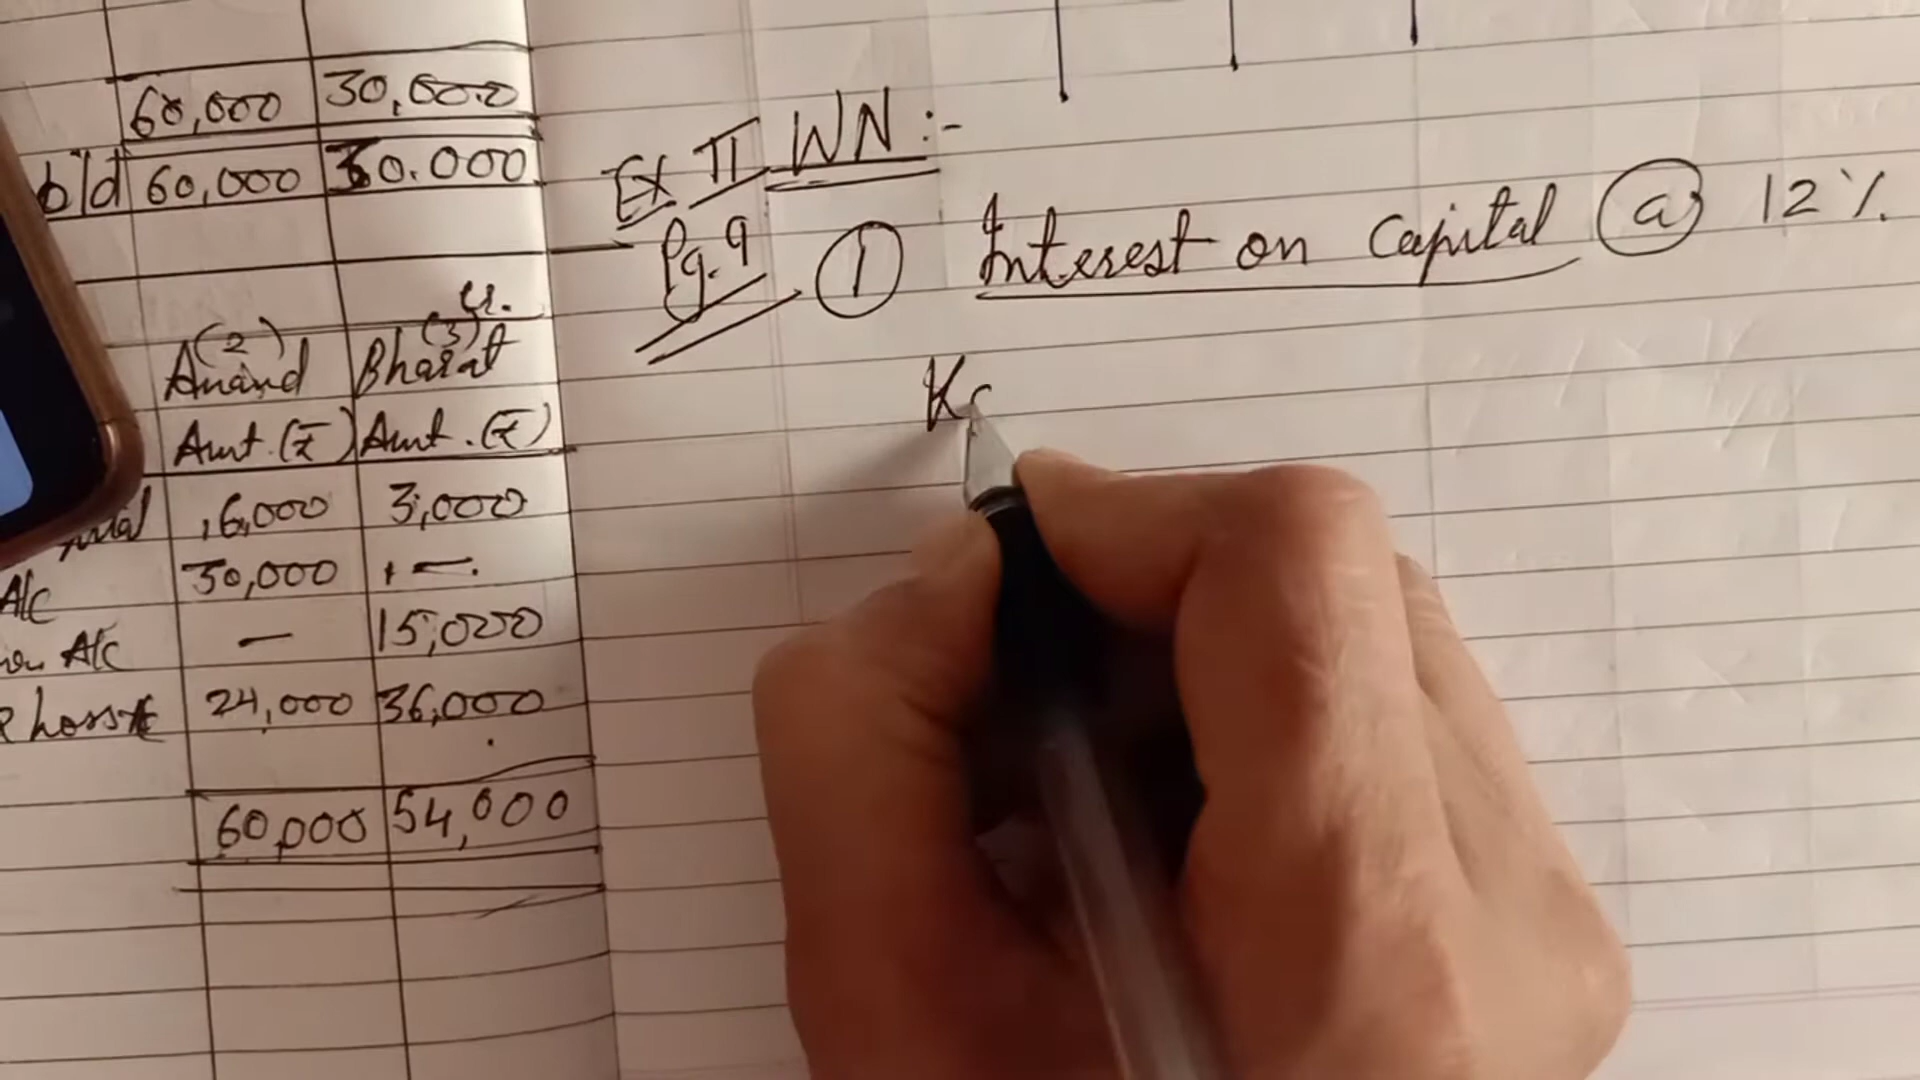 60,000 30,000
b/d 60,000 30.000
(2) (3)
Anand Bharat
Amt. (₹) Amt. (₹)
6,000 3,000
A/c 30,000 —
A/c — 15,000
24,000 36,000
60,000 54,000
Ex II WN :-
Pg. 9 ① Interest on Capital @ 12 %
K